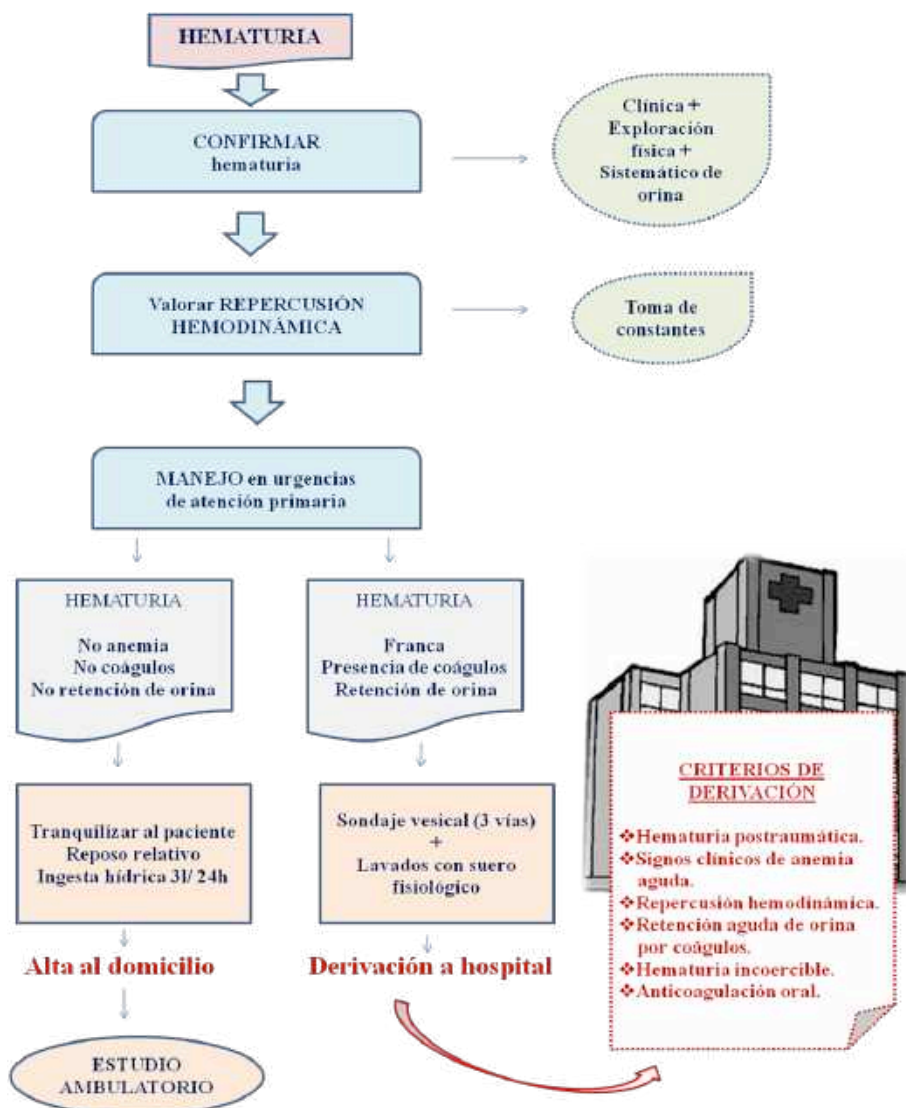 HEMATURIA
CONFIRMAR
hematuria
Clínica +
Exploración
física +
Sistemático de
orina
Valorar REPERCUSIÓN
HEMODINÁMICA
Toma de
constantes
MANEJO en urgencias
de atención primaria
HEMATURIA
No anemia
No coágulos
No retención de orina
HEMATURIA
Franca
Presencia de coágulos
Retención de orina
Tranquilizar al paciente
Reposo relativo
Ingesta hídrica 3l/ 24h
Sondaje vesical (3 vías)
+
Lavados con suero
fisiológico
Alta al domicilio
Derivación a hospital
ESTUDIO
AMBULATORIO
CRITERIOS DE
DERIVACIÓN
❖Hematuria postraumática.
❖Signos clínicos de anemia
aguda.
❖Repercusión hemodinámica.
❖Retención aguda de orina
por coágulos.
❖Hematuria incoercible.
❖Anticoagulación oral.